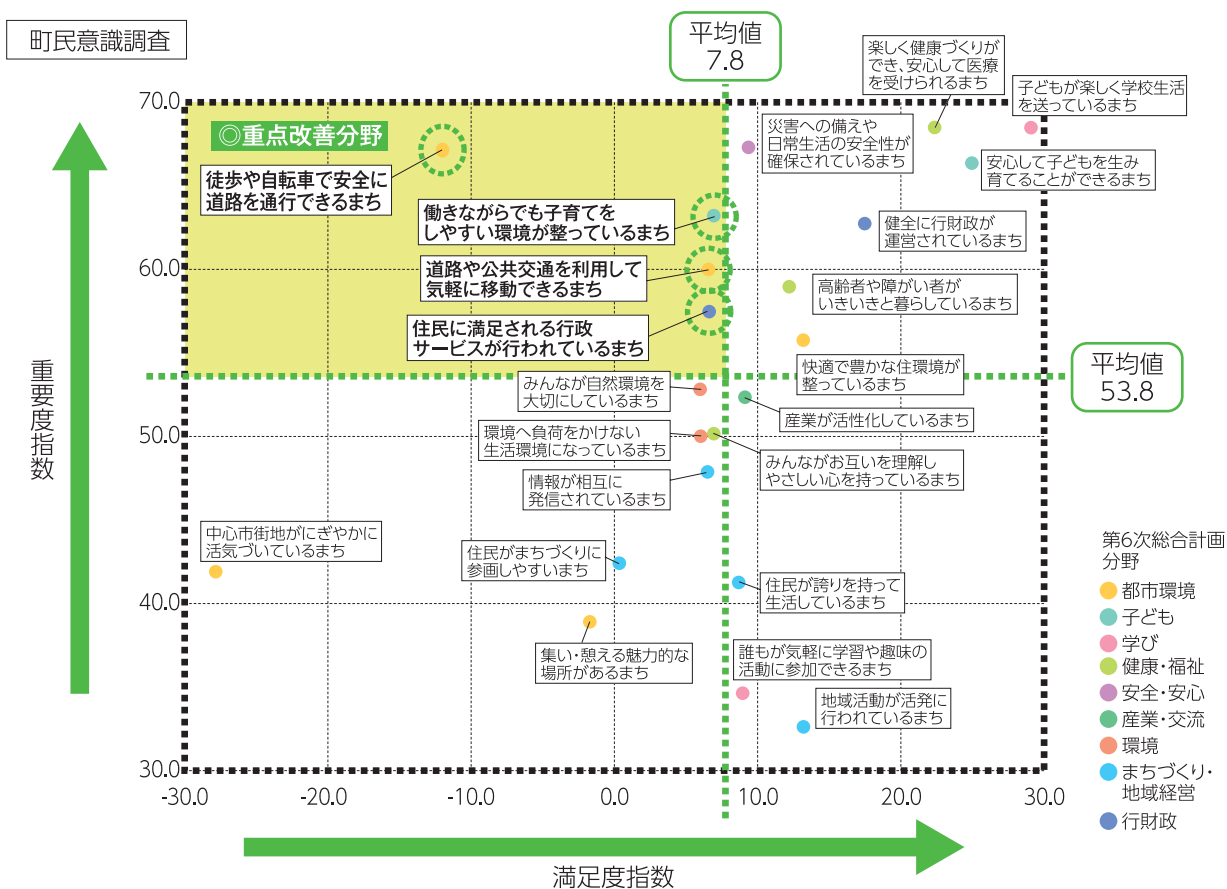 町民意識調査
平均値
7.8
楽しく健康づくりが
でき、安心して医療
を受けられるまち
子どもが楽しく学校生活
を送っているまち
70.0
◎重点改善分野
災害への備えや
日常生活の安全性が
確保されているまち
安心して子どもを生み
育てることができるまち
徒歩や自転車で安全に
道路を通行できるまち
働きながらでも子育てを
しやすい環境が整っているまち
健全に行財政が
運営されているまち
60.0
道路や公共交通を利用して
気軽に移動できるまち
高齢者や障がい者が
いきいきと暮らしているまち
住民に満足される行政
サービスが行われているまち
快適で豊かな住環境が
整っているまち
平均値
53.8
重要度指数
みんなが自然環境を
大切にしているまち
産業が活性化しているまち
50.0
環境へ負荷をかけない
生活環境になっているまち
みんながお互いを理解し
やさしい心を持っているまち
情報が相互に
発信されているまち
中心市街地がにぎやかに
活気づいているまち
住民がまちづくりに
参画しやすいまち
住民が誇りを持って
生活しているまち
40.0
集い・憩える魅力的な
場所があるまち
誰もが気軽に学習や趣味の
活動に参加できるまち
地域活動が活発に
行われているまち
30.0
-30.0
-20.0
-10.0
0.0
10.0
20.0
30.0
満足度指数
第6次総合計画
分野
都市環境
子ども
学び
健康・福祉
安全・安心
産業・交流
環境
まちづくり・
地域経営
行財政